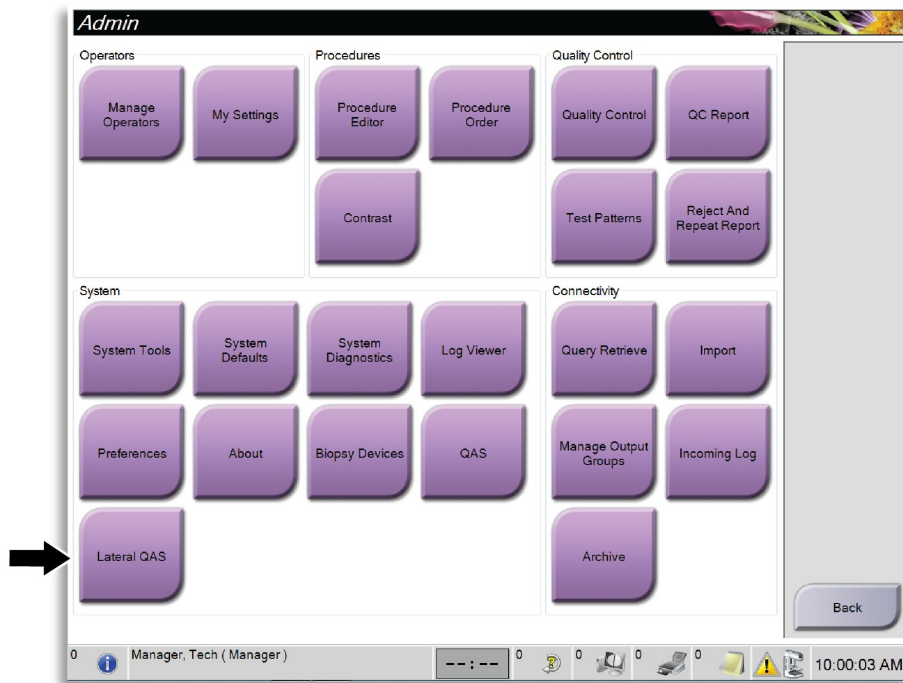 Admin
Operators
Manage
Operators
My Settings
Procedures
Procedure
Editor
Procedure
Order
Contrast
Quality Control
Quality Control
QC Report
Test Patterns
Reject And
Repeat Report
System
System Tools
System
Defaults
System
Diagnostics
Log Viewer
Preferences
About
Biopsy Devices
QAS
Lateral QAS
Connectivity
Query Retrieve
Import
Manage Output
Groups
Incoming Log
Archive
Back
0
Manager, Tech ( Manager )
--:--
0
0
0
0
10:00:03 AM